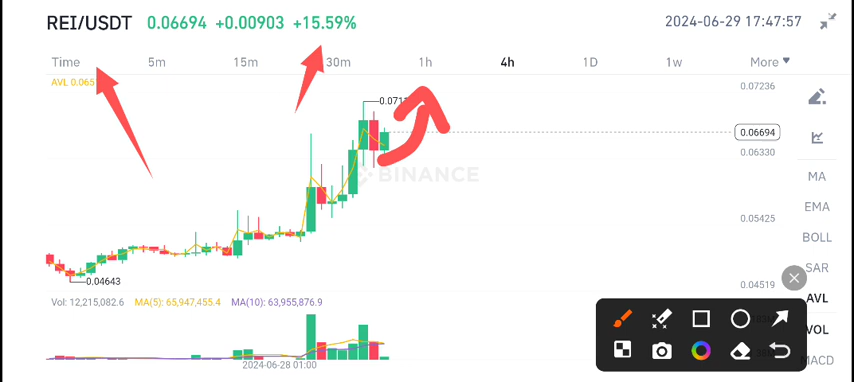 REI/USDT 0.06694 +0.00903 +15.59% 2024-06-29 17:47:57
Time 5m 15m 30m 1h 4h 1D 1w More
AVL 0.065
0.07236
0.071
0.06694
0.06330
BINANCE
MA
EMA
0.05425
BOLL
SAR
0.04643
0.04519
AVL
Vol: 12,215,082.6 MA(5): 65,947,455.4 MA(10): 63,955,876.9
VOL
MACD
2024-06-28 01:00